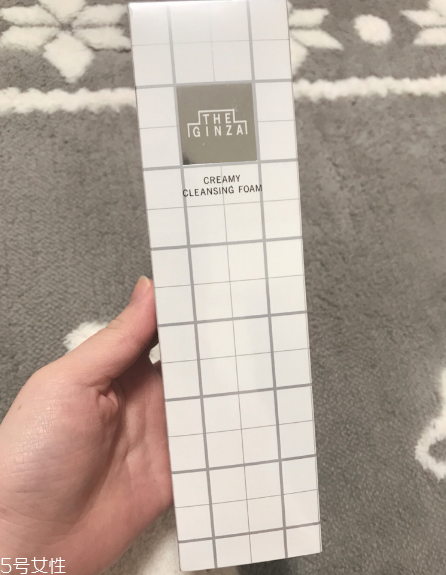 THE
GINZA
CREAMY
CLEANSING FOAM
5号女性